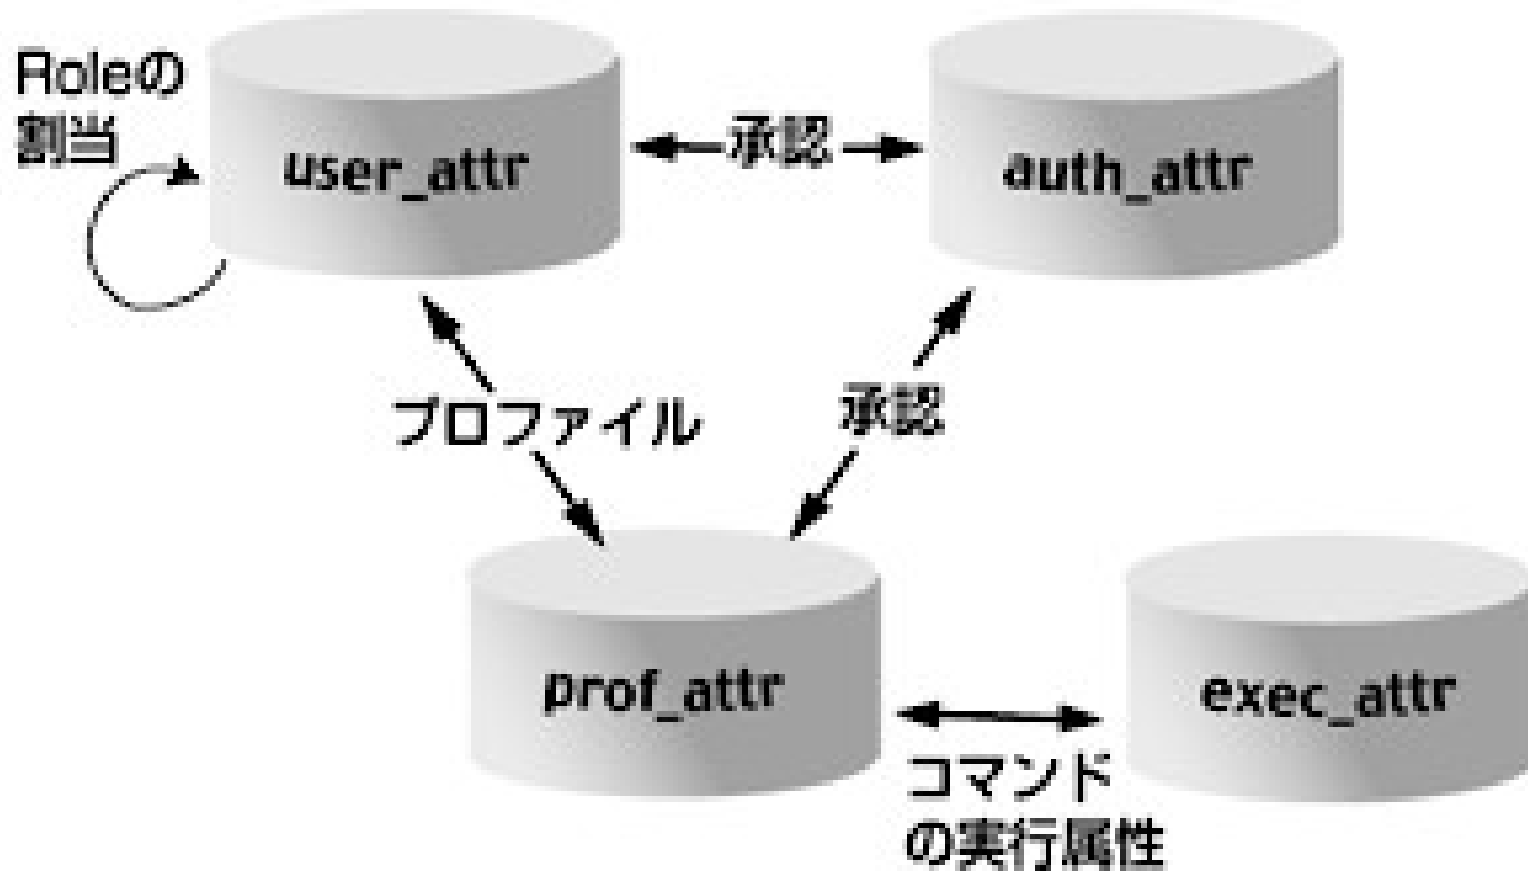 Roleの
割当
user_attr
承認
auth_attr
プロファイル
承認
prof_attr
exec_attr
コマンド
の実行属性